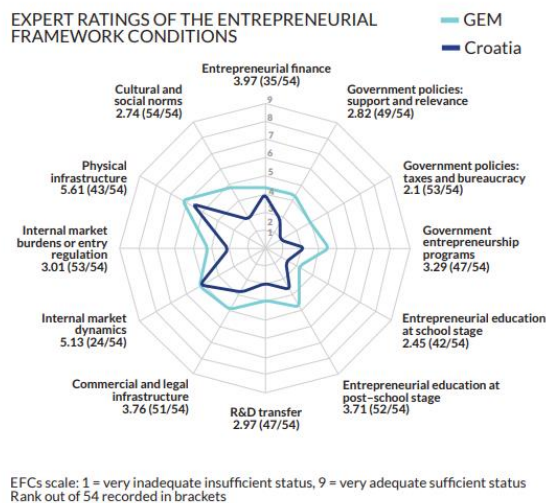 EXPERT RATINGS OF THE ENTREPRENEURIAL
FRAMEWORK CONDITIONS
GEM
Croatia
Entrepreneurial finance
3.97 (35/54)
Government policies:
support and relevance
2.82 (49/54)
Government policies:
taxes and bureaucracy
2.1 (53/54)
Government
entrepreneurship
programs
3.29 (47/54)
Entrepreneurial education
at school stage
2.45 (42/54)
Entrepreneurial education at
post–school stage
3.71 (52/54)
R&D transfer
2.97 (47/54)
Commercial and legal
infrastructure
3.76 (51/54)
Internal market
dynamics
5.13 (24/54)
Internal market
burdens or entry
regulation
3.01 (53/54)
Physical
infrastructure
5.61 (43/54)
Cultural and
social norms
2.74 (54/54)
9
8
7
6
5
4
3
2
1
EFCs scale: 1 = very inadequate insufficient status, 9 = very adequate sufficient status
Rank out of 54 recorded in brackets